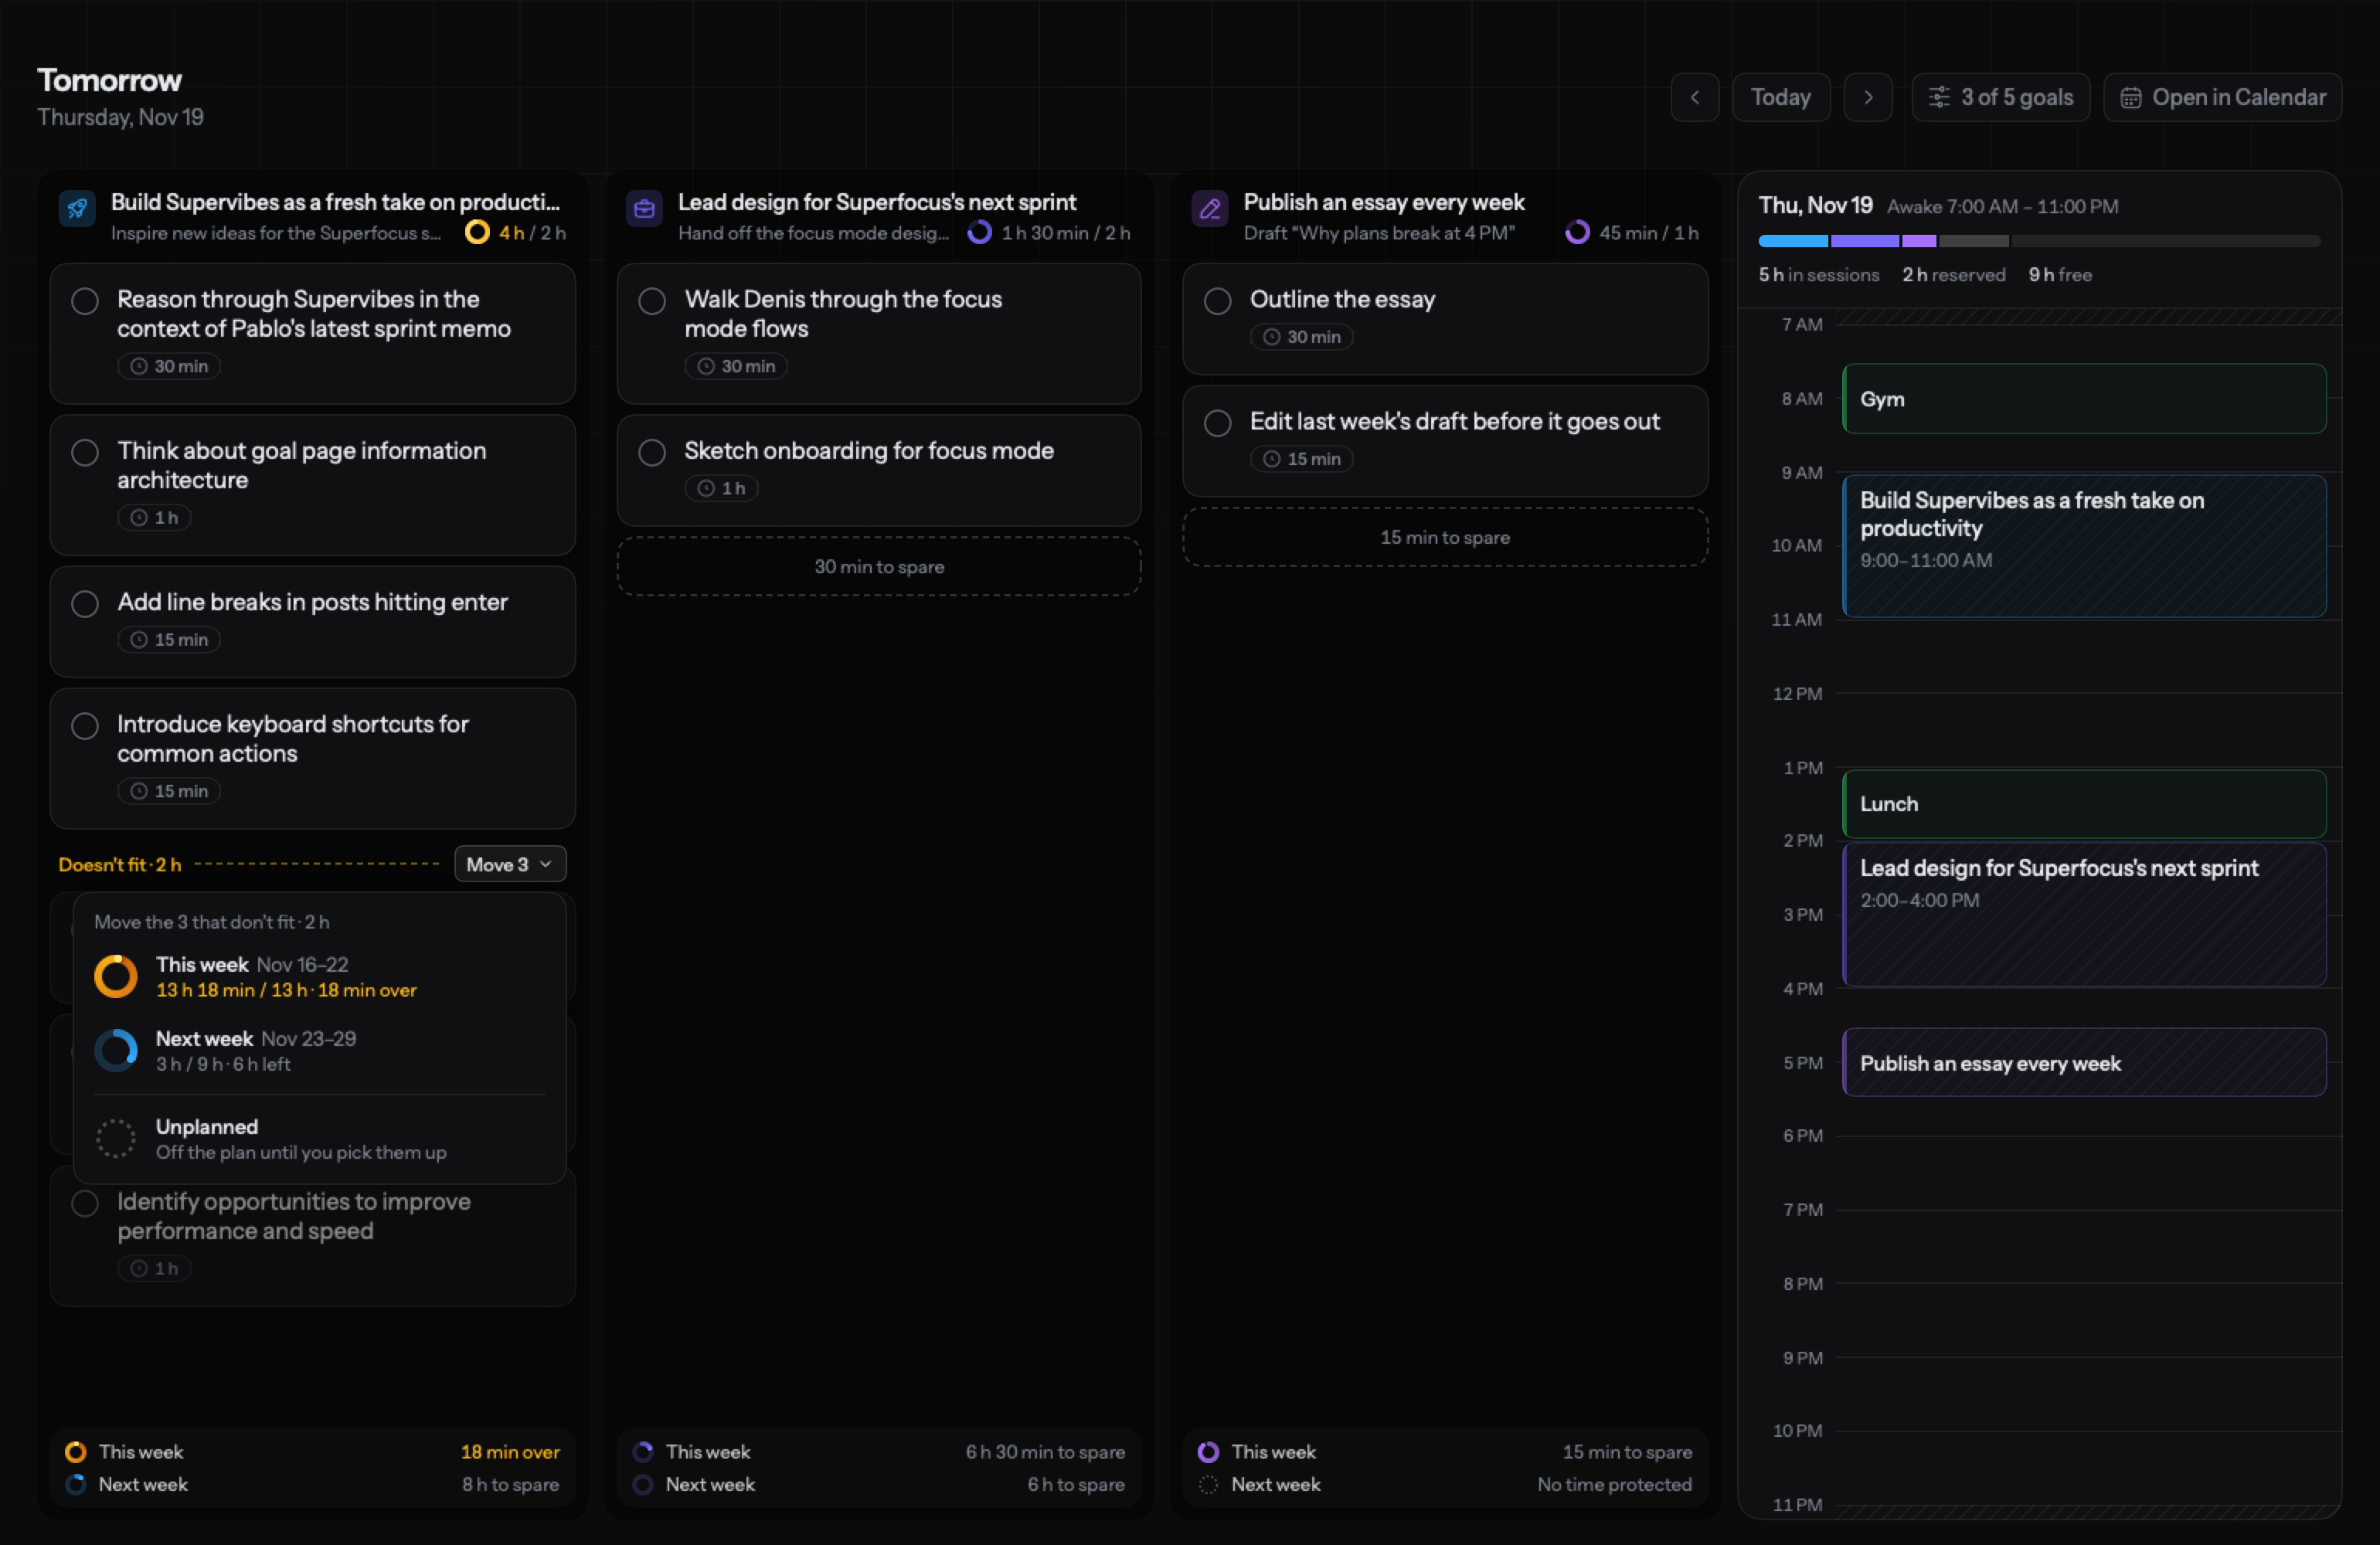 Tomorrow
Thursday, Nov 19
Today
3 of 5 goals
Open in Calendar
Build Supervibes as a fresh take on producti...
Inspire new ideas for the Superfocus s...
4 h / 2 h
Reason through Supervibes in the
context of Pablo's latest sprint memo
30 min
Think about goal page information
architecture
1 h
Add line breaks in posts hitting enter
15 min
Introduce keyboard shortcuts for
common actions
15 min
Doesn't fit · 2 h
Move 3
Move the 3 that don't fit · 2 h
This week Nov 16–22
13 h 18 min / 13 h · 18 min over
Next week Nov 23–29
3 h / 9 h · 6 h left
Unplanned
Off the plan until you pick them up
Identify opportunities to improve
performance and speed
1 h
This week 18 min over
Next week 8 h to spare
Lead design for Superfocus's next sprint
Hand off the focus mode desig...
1 h 30 min / 2 h
Walk Denis through the focus
mode flows
30 min
Sketch onboarding for focus mode
1 h
30 min to spare
This week 6 h 30 min to spare
Next week 6 h to spare
Publish an essay every week
Draft “Why plans break at 4 PM”
45 min / 1 h
Outline the essay
30 min
Edit last week's draft before it goes out
15 min
15 min to spare
This week 15 min to spare
Next week No time protected
Thu, Nov 19 Awake 7:00 AM – 11:00 PM
5 h in sessions 2 h reserved 9 h free
7 AM
8 AM
Gym
9 AM
Build Supervibes as a fresh take on
productivity
10 AM
9:00–11:00 AM
11 AM
12 PM
1 PM
Lunch
2 PM
Lead design for Superfocus's next sprint
2:00–4:00 PM
3 PM
4 PM
5 PM
Publish an essay every week
6 PM
7 PM
8 PM
9 PM
10 PM
11 PM